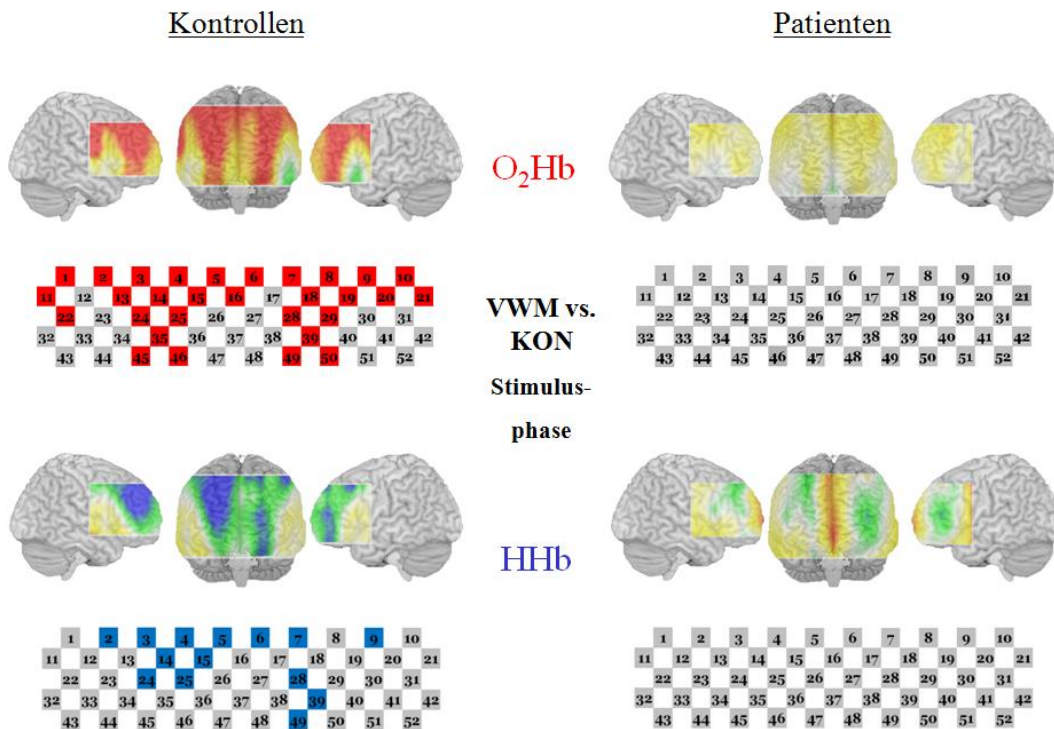 Kontrollen
Patienten
O₂Hb
1 2 3 4 5 6 7 8 9 10
11 12 13 14 15 16 17 18 19 20 21
22 23 24 25 26 27 28 29 30 31
32 33 34 35 36 37 38 39 40 41 42
43 44 45 46 47 48 49 50 51 52
VWM vs.
KON
Stimulus-
phase
1 2 3 4 5 6 7 8 9 10
11 12 13 14 15 16 17 18 19 20 21
22 23 24 25 26 27 28 29 30 31
32 33 34 35 36 37 38 39 40 41 42
43 44 45 46 47 48 49 50 51 52
HHb
1 2 3 4 5 6 7 8 9 10
11 12 13 14 15 16 17 18 19 20 21
22 23 24 25 26 27 28 29 30 31
32 33 34 35 36 37 38 39 40 41 42
43 44 45 46 47 48 49 50 51 52
1 2 3 4 5 6 7 8 9 10
11 12 13 14 15 16 17 18 19 20 21
22 23 24 25 26 27 28 29 30 31
32 33 34 35 36 37 38 39 40 41 42
43 44 45 46 47 48 49 50 51 52